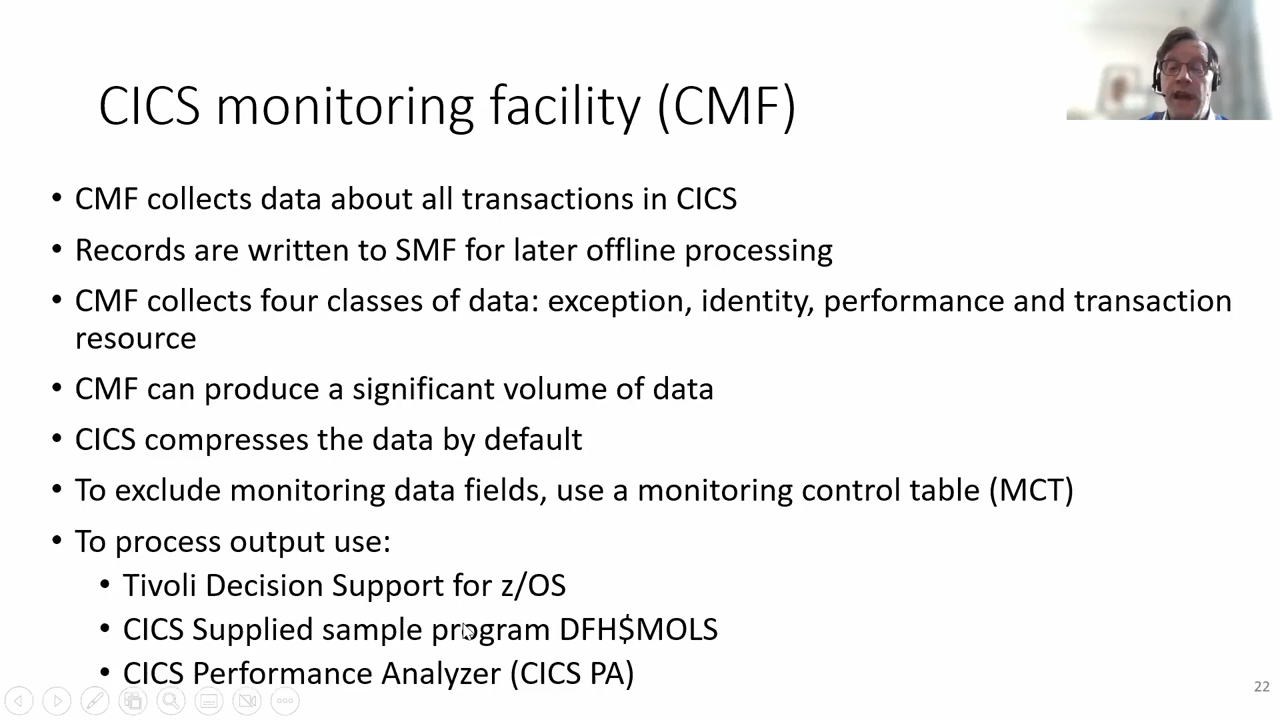 CICS monitoring facility (CMF)
• CMF collects data about all transactions in CICS
• Records are written to SMF for later offline processing
• CMF collects four classes of data: exception, identity, performance and transaction
resource
• CMF can produce a significant volume of data
• CICS compresses the data by default
• To exclude monitoring data fields, use a monitoring control table (MCT)
• To process output use:
• Tivoli Decision Support for z/OS
• CICS Supplied sample program DFH$MOLS
• CICS Performance Analyzer (CICS PA)
22